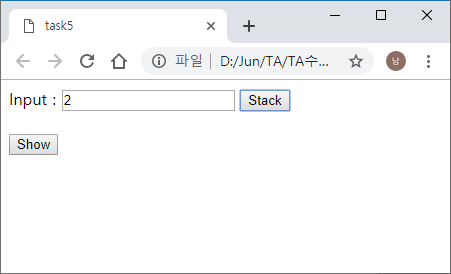 task5
파일 D:/Jun/TA/TA수...
남
Input : 2 Stack
Show